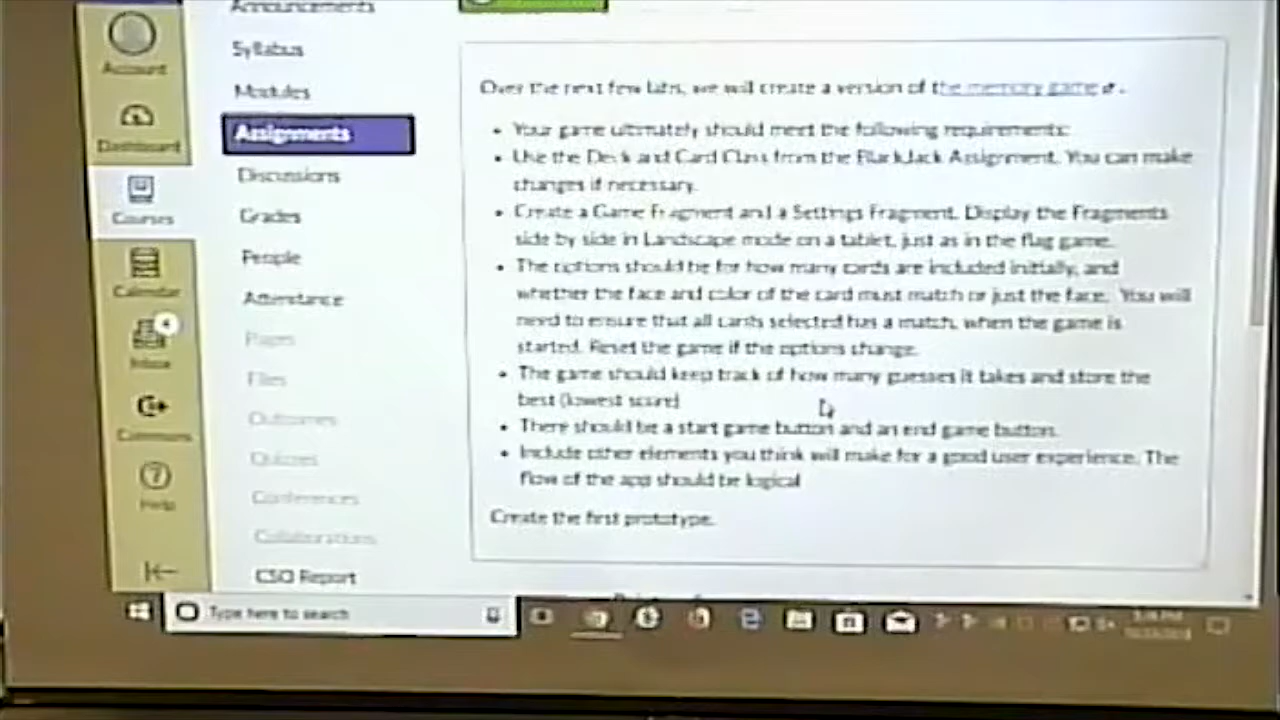 Announcements
Account
Syllabus
Modules
Dashboard
Assignments
Discussions
Courses
Grades
People
Calendar
Attendance
4
Inbox
Pages
Files
Commons
Outcomes
Quizzes
Help
Conferences
Collaborations
CSO Report
Over the next few labs, we will create a version of the memory game.
• Your game ultimately should meet the following requirements:
• Use the Deck and Card Class from the BlackJack Assignment. You can make
changes if necessary.
• Create a Game Fragment and a Settings Fragment. Display the Fragments
side by side in Landscape mode on a tablet, just as in the flag game.
• The options should be for how many cards are included initially, and
whether the face and color of the card must match or just the face. You will
need to ensure that all cards selected has a match, when the game is
started. Reset the game if the options change.
• The game should keep track of how many guesses it takes and store the
best (lowest score)
• There should be a start game button and an end game button.
• Include other elements you think will make for a good user experience. The
flow of the app should be logical
Create the first prototype.
Type here to search